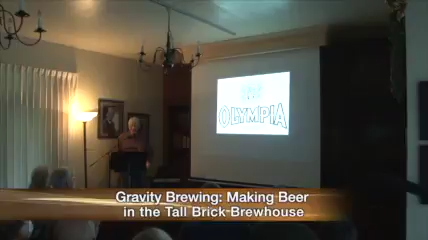 OLYMPIA
Gravity Brewing: Making Beer
in the Tall Brick Brewhouse